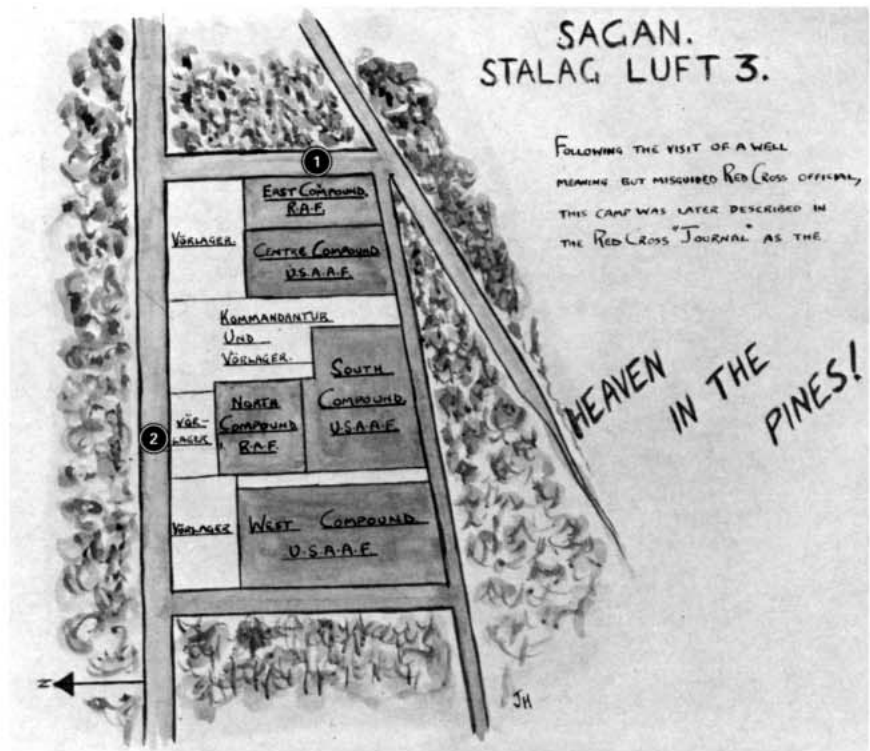 SAGAN.
STALAG LUFT 3.
FOLLOWING THE VISIT OF A WELL
MEANING BUT MISGUIDED RED CROSS OFFICIAL,
THIS CAMP WAS LATER DESCRIBED IN
THE RED CROSS "JOURNAL" AS THE
HEAVEN
IN THE
PINES!
1
EAST COMPOUND.
R.A.F.
VÖRLAGER.
CENTRE COMPOUND
U.S.A.A.F.
KOMMANDANTUR
UND
VÖRLAGER.
SOUTH
COMPOUND.
U.S.A.A.F.
2
VÖR-
LAGER
NORTH
COMPOUND
R.A.F.
VÖRLAGER
WEST COMPOUND
U.S.A.A.F.
N
JH